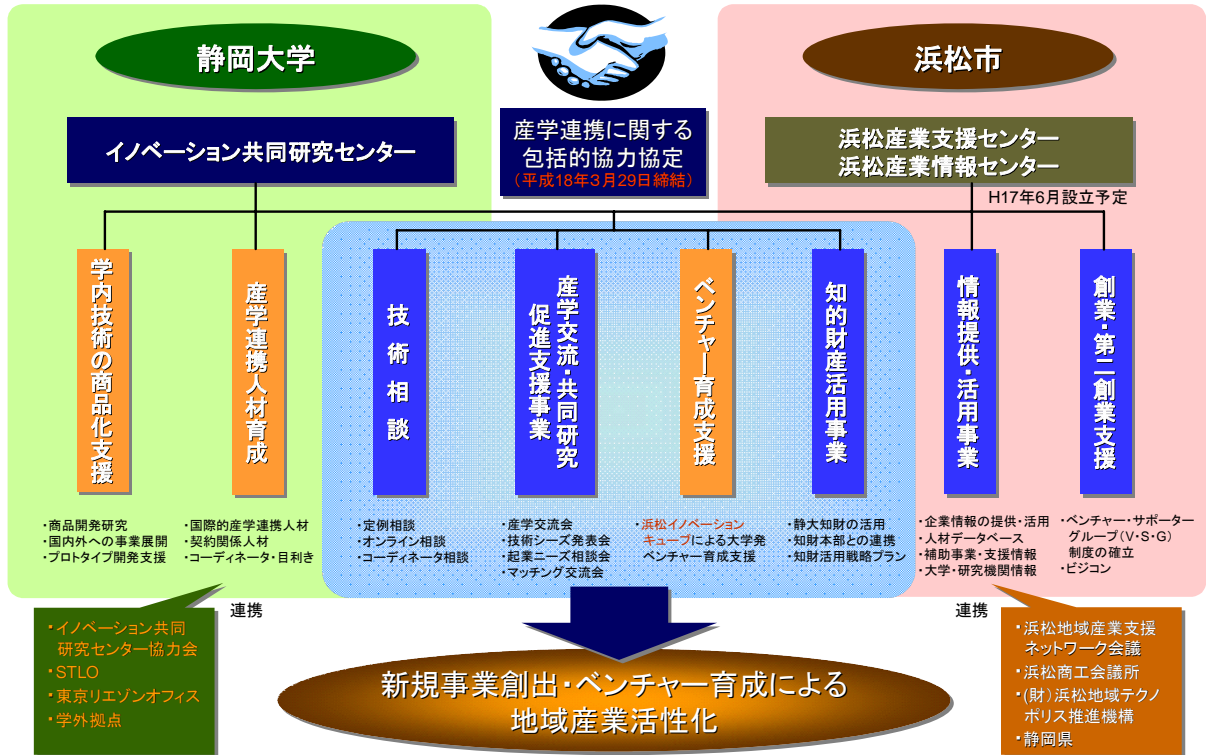 静岡大学
浜松市
イノベーション共同研究センター
産学連携に関する
包括的協力協定
(平成18年3月29日締結)
浜松産業支援センター
浜松産業情報センター
H17年6月設立予定
学内技術の商品化支援
産学連携人材育成
技術相談
産学交流・共同研究
促進支援事業
ベンチャー育成支援
知的財産活用事業
情報提供・活用事業
創業・第二創業支援
・商品開発研究
・国内外への事業展開
・プロトタイプ開発支援
・国際的産学連携人材
・契約関係人材
・コーディネータ・目利き
・定例相談
・オンライン相談
・コーディネータ相談
・産学交流会
・技術シーズ発表会
・起業ニーズ相談会
・マッチング交流会
・浜松イノベーション
キューブによる大学発
ベンチャー育成支援
・静大知財の活用
・知財本部との連携
・知財活用戦略プラン
・企業情報の提供・活用
・人材データベース
・補助事業・支援情報
・大学・研究機関情報
・ベンチャー・サポーター
グループ(V・S・G)
制度の確立
・ビジコン
連携
連携
・イノベーション共同
研究センター協力会
・STLO
・東京リエゾンオフィス
・学外拠点
新規事業創出・ベンチャー育成による
地域産業活性化
・浜松地域産業支援
ネットワーク会議
・浜松商工会議所
・(財)浜松地域テクノ
ポリス推進機構
・静岡県